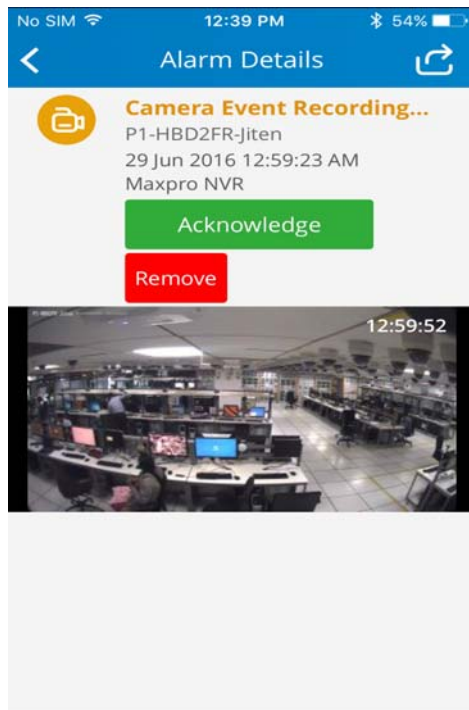 No SIM 12:39 PM 54%
Alarm Details
Camera Event Recording...
P1-HBD2FR-Jiten
29 Jun 2016 12:59:23 AM
Maxpro NVR
Acknowledge
Remove
12:59:52